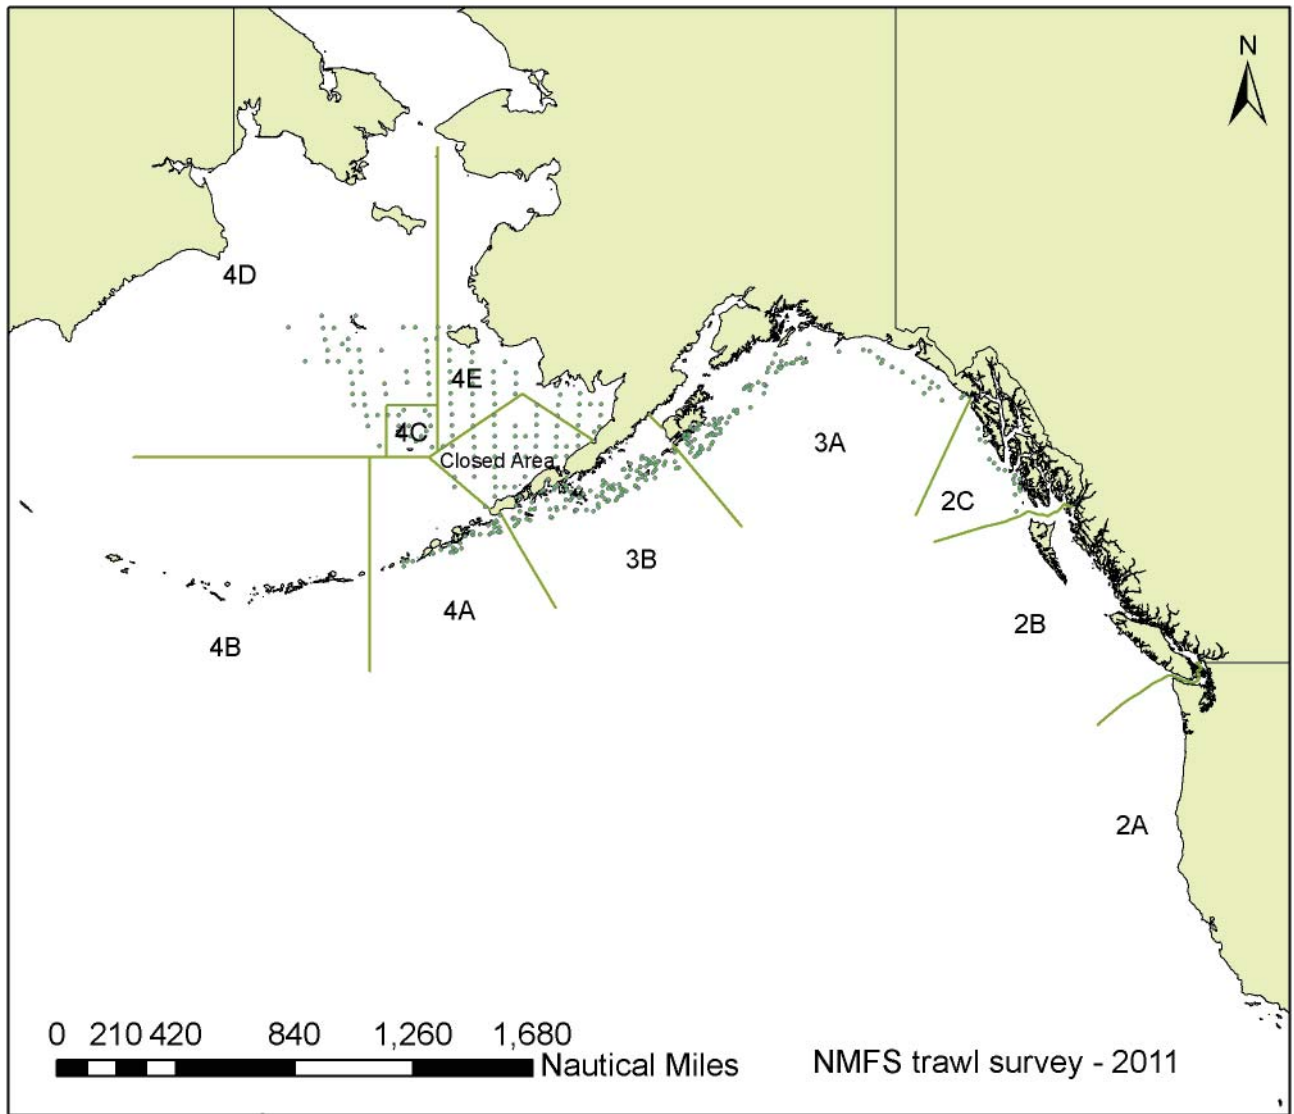 N
4D
4E
4C
Closed Area
3A
2C
3B
4A
2B
4B
2A
0 210 420 840 1,260 1,680
Nautical Miles
NMFS trawl survey - 2011